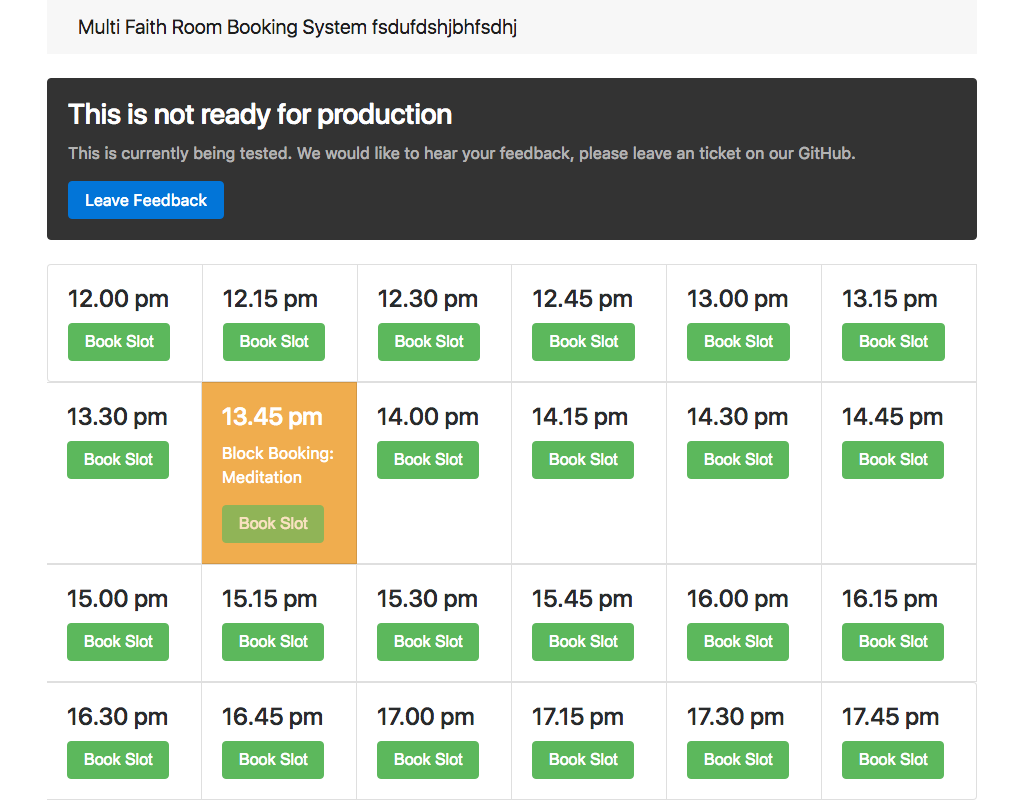 Multi Faith Room Booking System fsdufdshjbhfsdhj
This is not ready for production
This is currently being tested. We would like to hear your feedback, please leave an ticket on our GitHub.
Leave Feedback
12.00 pm
Book Slot
12.15 pm
Book Slot
12.30 pm
Book Slot
12.45 pm
Book Slot
13.00 pm
Book Slot
13.15 pm
Book Slot
13.30 pm
Book Slot
13.45 pm
Block Booking:
Meditation
Book Slot
14.00 pm
Book Slot
14.15 pm
Book Slot
14.30 pm
Book Slot
14.45 pm
Book Slot
15.00 pm
Book Slot
15.15 pm
Book Slot
15.30 pm
Book Slot
15.45 pm
Book Slot
16.00 pm
Book Slot
16.15 pm
Book Slot
16.30 pm
Book Slot
16.45 pm
Book Slot
17.00 pm
Book Slot
17.15 pm
Book Slot
17.30 pm
Book Slot
17.45 pm
Book Slot